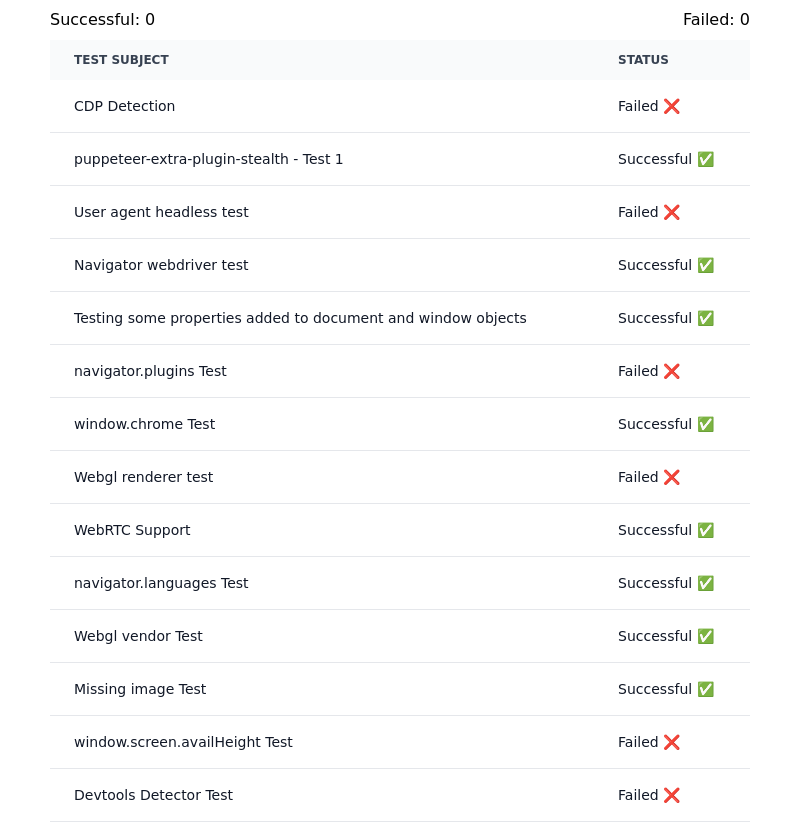 Successful: 0 Failed: 0
TEST SUBJECT STATUS
CDP Detection Failed ❌
puppeteer-extra-plugin-stealth - Test 1 Successful ✅
User agent headless test Failed ❌
Navigator webdriver test Successful ✅
Testing some properties added to document and window objects Successful ✅
navigator.plugins Test Failed ❌
window.chrome Test Successful ✅
Webgl renderer test Failed ❌
WebRTC Support Successful ✅
navigator.languages Test Successful ✅
Webgl vendor Test Successful ✅
Missing image Test Successful ✅
window.screen.availHeight Test Failed ❌
Devtools Detector Test Failed ❌